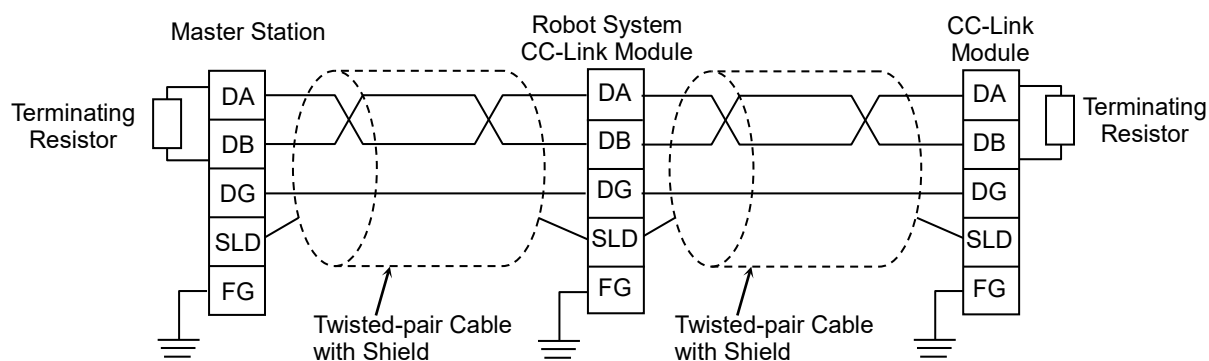 Master Station
Robot System
CC-Link Module
CC-Link
Module
Terminating
Resistor
DA
DB
DG
SLD
FG
DA
DB
DG
SLD
FG
DA
DB
DG
SLD
FG
Terminating
Resistor
Twisted-pair Cable
with Shield
Twisted-pair Cable
with Shield